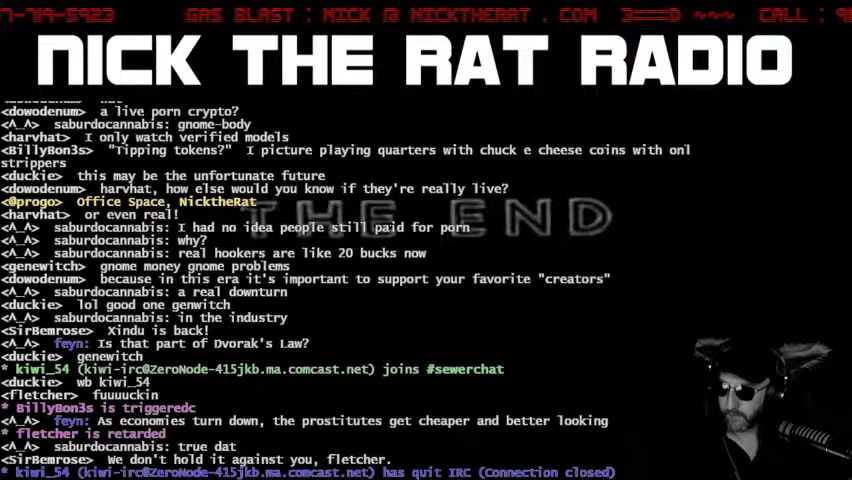 7-719-5923 GAS BLAST : NICK @ NICKTHERAT . COM 3===D ~~~ CALL : 9
NICK THE RAT RADIO
<dowodenum> a live porn crypto?
<^_^> saburdocannabis: gnome-body
<harvhat> I only watch verified models
<BillyBon3s> "Tipping tokens?" I picture playing quarters with chuck e cheese coins with onl
strippers
<duckie> this may be the unfortunate future
<dowodenum> harvhat, how else would you know if they're really live?
<@progo> Office Space, NicktheRat
<harvhat> or even real!
THE END
<^_^> saburdocannabis: I had no idea people still paid for porn
<^_^> saburdocannabis: why?
<^_^> saburdocannabis: real hookers are like 20 bucks now
<genewitch> gnome money gnome problems
<dowodenum> because in this era it's important to support your favorite "creators"
<^_^> saburdocannabis: a real downturn
<duckie> lol good one genwitch
<^_^> saburdocannabis: in the industry
<SirBemrose> Xindu is back!
<^_^> feyn: Is that part of Dvorak's Law?
<duckie> genewitch
* kiwi_54 (kiwi-irc@ZeroNode-415jkb.ma.comcast.net) joins #sewerchat
<duckie> wb kiwi_54
<fletcher> fuuuuckin
* BillyBon3s is triggeredc
<^_^> feyn: As economies turn down, the prostitutes get cheaper and better looking
* fletcher is retarded
<^_^> saburdocannabis: true dat
<SirBemrose> We don't hold it against you, fletcher.
* kiwi_54 (kiwi-irc@ZeroNode-415jkb.ma.comcast.net) has quit IRC (Connection closed)